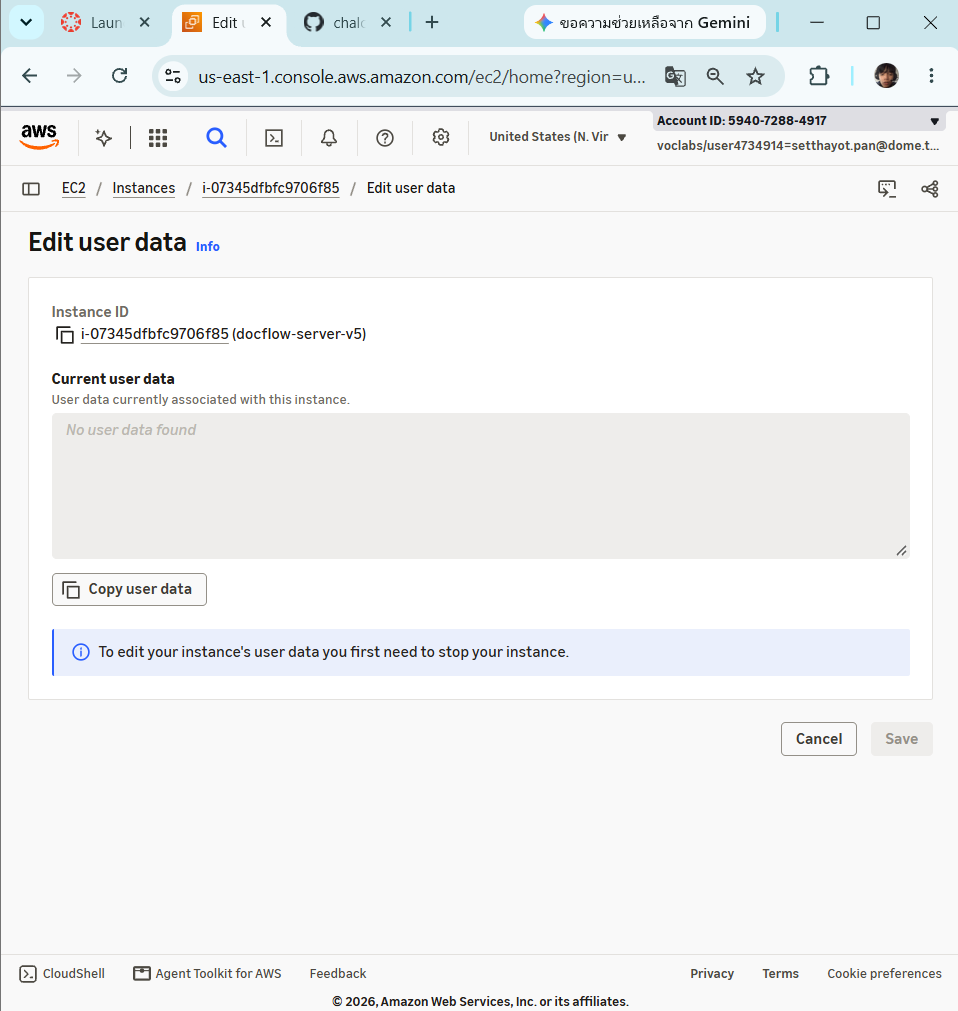 Laun
Edit u
chalo
ขอความช่วยเหลือจาก Gemini
us-east-1.console.aws.amazon.com/ec2/home?region=u...
aws
United States (N. Vir
Account ID: 5940-7288-4917
voclabs/user4734914=setthayot.pan@dome.t...
EC2 / Instances / i-07345dfbfc9706f85 / Edit user data
Edit user data Info
Instance ID
i-07345dfbfc9706f85 (docflow-server-v5)
Current user data
User data currently associated with this instance.
No user data found
Copy user data
To edit your instance's user data you first need to stop your instance.
Cancel
Save
CloudShell
Agent Toolkit for AWS
Feedback
Privacy
Terms
Cookie preferences
© 2026, Amazon Web Services, Inc. or its affiliates.